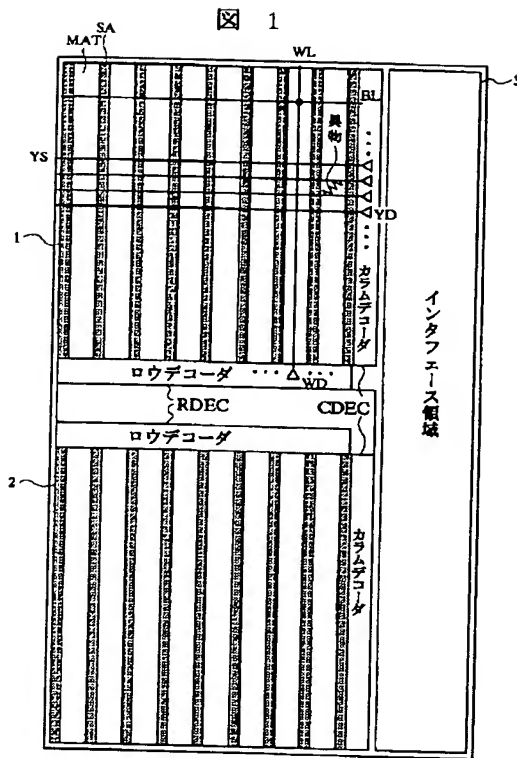 図 1
SA
MAT
WL
S
BL
異物
YS
YD
1
カラムデコーダ
インタフェース領域
ロウデコーダ
WD
RDEC
CDEC
ロウデコーダ
2
カラムデコーダ